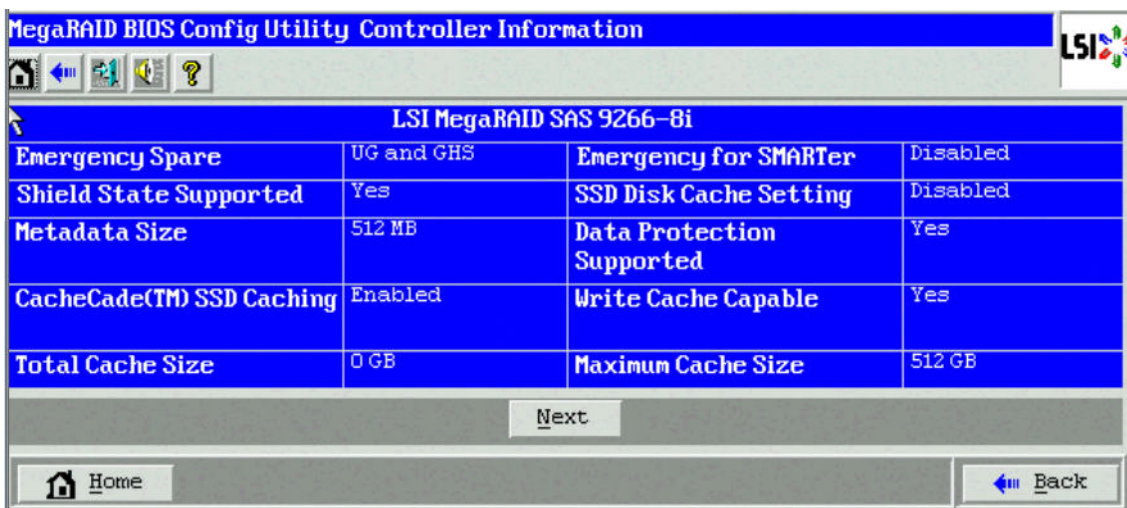 MegaRAID BIOS Config Utility Controller Information
LSI
LSI MegaRAID SAS 9266-8i
Emergency Spare UG and GHS Emergency for SMARTer Disabled
Shield State Supported Yes SSD Disk Cache Setting Disabled
Metadata Size 512 MB Data Protection Supported Yes
CacheCade(TM) SSD Caching Enabled Write Cache Capable Yes
Total Cache Size 0 GB Maximum Cache Size 512 GB
Next
Home Back